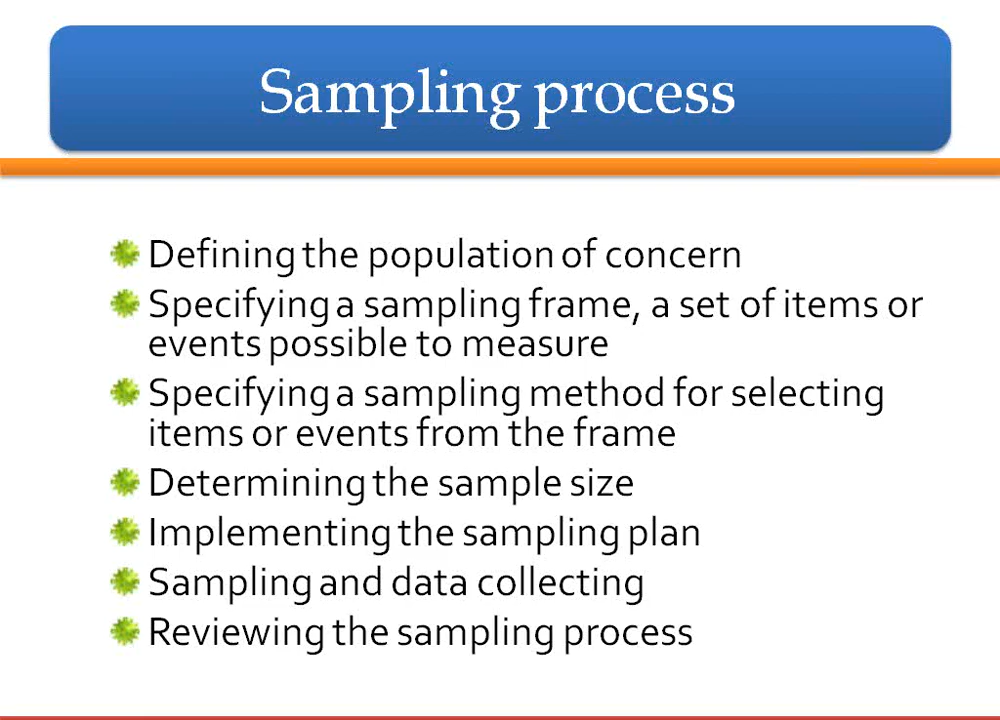 Sampling process
Defining the population of concern
Specifying a sampling frame, a set of items or
events possible to measure
Specifying a sampling method for selecting
items or events from the frame
Determining the sample size
Implementing the sampling plan
Sampling and data collecting
Reviewing the sampling process